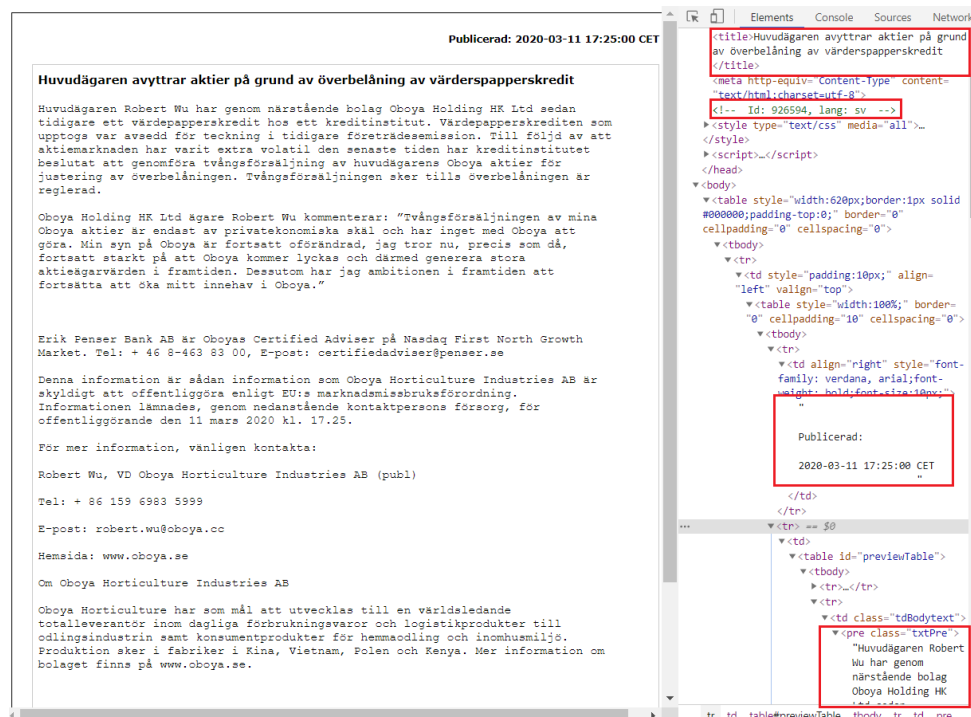 Publicerad: 2020-03-11 17:25:00 CET
Huvudägaren avyttrar aktier på grund av överbelåning av värderspapperskredit
Huvudägaren Robert Wu har genom närstående bolag Oboya Holding HK Ltd sedan
tidigare ett värdepapperskredit hos ett kreditinstitut. Värdepapperskrediten som
upptogs var avsedd för teckning i tidigare företrädesemission. Till följd av att
aktiemarknaden har varit extra volatil den senaste tiden har kreditinstitutet
beslutat att genomföra tvångsförsäljning av huvudägarens Oboya aktier för
justering av överbelåningen. Tvångsförsäljningen sker tills överbelåningen är
reglerad.
Oboya Holding HK Ltd ägare Robert Wu kommenterar: ”Tvångsförsäljningen av mina
Oboya aktier är endast av privatekonomiska skäl och har inget med Oboya att
göra. Min syn på Oboya är fortsatt oförändrad, jag tror nu, precis som då,
fortsatt starkt på att Oboya kommer lyckas och därmed generera stora
aktieägarvärden i framtiden. Dessutom har jag ambitionen i framtiden att
fortsätta att öka mitt innehav i Oboya.”
Erik Penser Bank AB är Oboyas Certified Adviser på Nasdaq First North Growth
Market. Tel: + 46 8-463 83 00, E-post: certifiedadviser@penser.se
Denna information är sådan information som Oboya Horticulture Industries AB är
skyldigt att offentliggöra enligt EU:s marknadsmissbruksförordning.
Informationen lämnades, genom nedanstående kontaktpersons försorg, för
offentliggörande den 11 mars 2020 kl. 17.25.
För mer information, vänligen kontakta:
Robert Wu, VD Oboya Horticulture Industries AB (publ)
Tel: + 86 159 6983 5999
E-post: robert.wu@oboya.cc
Hemsida: www.oboya.se
Om Oboya Horticulture Industries AB
Oboya Horticulture har som mål att utvecklas till en världsledande
totalleverantör inom dagliga förbrukningsvaror och logistikprodukter till
odlingsindustrin samt konsumentprodukter för hemmaodling och inomhusmiljö.
Produktion sker i fabriker i Kina, Vietnam, Polen och Kenya. Mer information om
bolaget finns på www.oboya.se.
Elements Console Sources Network
<title>Huvudägaren avyttrar aktier på grund
av överbelåning av värderspapperskredit
</title>
<meta http-equiv="Content-Type" content=
"text/html;charset=utf-8">
<!-- Id: 926594, lang: sv -->
<style type="text/css" media="all">…
</style>
<script>…</script>
</head>
<body>
<table style="width:620px;border:1px solid
#000000;padding-top:0;" border="0"
cellpadding="0" cellspacing="0">
<tbody>
<tr>
<td style="padding:10px;" align=
"left" valign="top">
<table style="width:100%;" border=
"0" cellpadding="10" cellspacing="0">
<tbody>
<tr>
<td align="right" style="font-
family: verdana, arial;font-
weight: bold;font-size:10px;">
"
Publicerad:
2020-03-11 17:25:00 CET
"
</td>
</tr>
… <tr> == $0
<td>
<table id="previewTable">
<tbody>
<tr>…</tr>
<tr>
<td class="tdBodytext">
<pre class="txtPre">
"Huvudägaren Robert
Wu har genom
närstående bolag
Oboya Holding HK
Ltd sedan
tr td table#previewTable tbody tr td pre